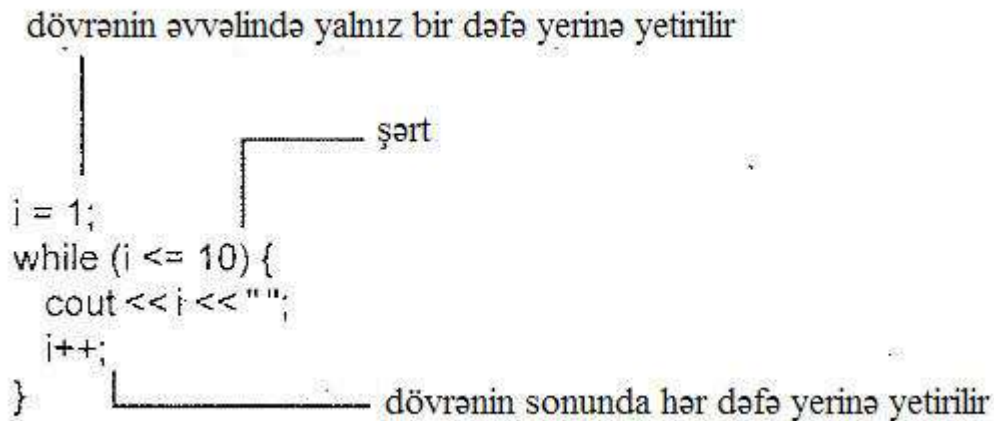 dövrənin əvvəlində yalnız bir dəfə yerinə yetirilir
şərt
i = 1;
while (i <= 10) {
cout << i << " ";
i++;
}
dövrənin sonunda hər dəfə yerinə yetirilir